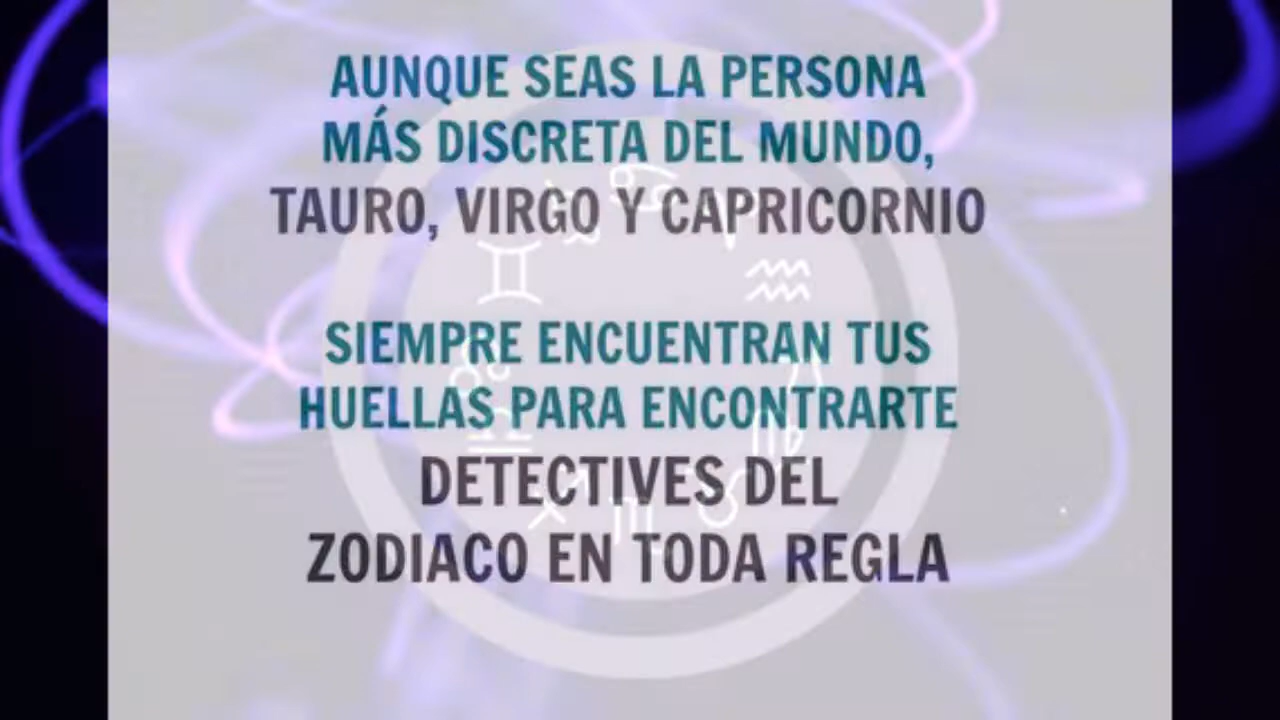 AUNQUE SEAS LA PERSONA
MÁS DISCRETA DEL MUNDO,
TAURO, VIRGO Y CAPRICORNIO
SIEMPRE ENCUENTRAN TUS
HUELLAS PARA ENCONTRARTE
DETECTIVES DEL
ZODIACO EN TODA REGLA